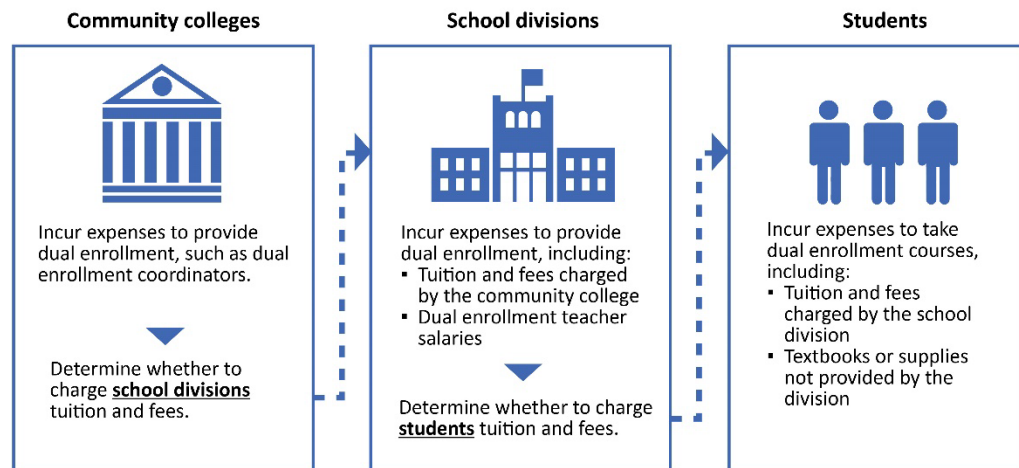 Community colleges
Incur expenses to provide
dual enrollment, such as dual
enrollment coordinators.
Determine whether to
charge school divisions
tuition and fees.
School divisions
Incur expenses to provide
dual enrollment, including:
▪ Tuition and fees charged
by the community college
▪ Dual enrollment teacher
salaries
Determine whether to charge
students tuition and fees.
Students
Incur expenses to take
dual enrollment courses,
including:
▪ Tuition and fees
charged by the school
division
▪ Textbooks or supplies
not provided by the
division